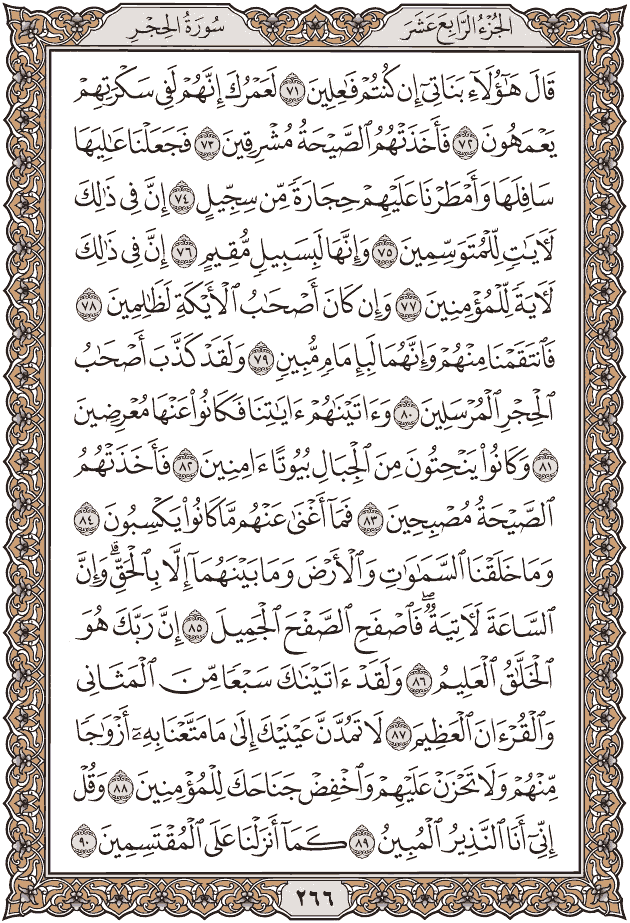 الجُزْءُ الرَّابِعَ عَشَرَ
سُورَةُ الحِجْرِ
قَالَ هَٰٓؤُلَآءِ بَنَاتِىٓ إِن كُنتُمْ فَٰعِلِينَ ٧١ لَعَمْرُكَ إِنَّهُمْ لَفِى سَكْرَتِهِمْ
يَعْمَهُونَ ٧٢ فَأَخَذَتْهُمُ ٱلصَّيْحَةُ مُشْرِقِينَ ٧٣ فَجَعَلْنَا عَٰلِيَهَا
سَافِلَهَا وَأَمْطَرْنَا عَلَيْهِمْ حِجَارَةً مِّن سِجِّيلٍ ٧٤ إِنَّ فِى ذَٰلِكَ
لَءَايَٰتٍ لِّلْمُتَوَسِّمِينَ ٧٥ وَإِنَّهَا لَبِسَبِيلٍ مُّقِيمٍ ٧٦ إِنَّ فِى ذَٰلِكَ
لَءَايَةً لِّلْمُؤْمِنِينَ ٧٧ وَإِن كَانَ أَصْحَٰبُ ٱلْأَيْكَةِ لَظَٰلِمِينَ ٧٨
فَٱنتَقَمْنَا مِنْهُمْ وَإِنَّهُمَا لَبِإِمَامٍ مُّبِينٍ ٧٩ وَلَقَدْ كَذَّبَ أَصْحَٰبُ
ٱلْحِجْرِ ٱلْمُرْسَلِينَ ٨٠ وَءَاتَيْنَٰهُمْ ءَايَٰتِنَا فَكَانُوا۟ عَنْهَا مُعْرِضِينَ
٨١ وَكَانُوا۟ يَنْحِتُونَ مِنَ ٱلْجِبَالِ بُيُوتًا ءَامِنِينَ ٨٢ فَأَخَذَتْهُمُ
ٱلصَّيْحَةُ مُصْبِحِينَ ٨٣ فَمَآ أَغْنَىٰ عَنْهُم مَّا كَانُوا۟ يَكْسِبُونَ ٨٤
وَمَا خَلَقْنَا ٱلسَّمَٰوَٰتِ وَٱلْأَرْضَ وَمَا بَيْنَهُمَآ إِلَّا بِٱلْحَقِّ ۗ وَإِنَّ
ٱلسَّاعَةَ لَءَاتِيَةٌ ۖ فَٱصْفَحِ ٱلصَّفْحَ ٱلْجَمِيلَ ٨٥ إِنَّ رَبَّكَ هُوَ
ٱلْخَلَّٰقُ ٱلْعَلِيمُ ٨٦ وَلَقَدْ ءَاتَيْنَٰكَ سَبْعًا مِّنَ ٱلْمَثَانِى
وَٱلْقُرْءَانَ ٱلْعَظِيمَ ٨٧ لَا تَمُدَّنَّ عَيْنَيْكَ إِلَىٰ مَا مَتَّعْنَا بِهِۦٓ أَزْوَٰجًا
مِّنْهُمْ وَلَا تَحْزَنْ عَلَيْهِمْ وَٱخْفِضْ جَنَاحَكَ لِلْمُؤْمِنِينَ ٨٨ وَقُلْ
إِنِّىٓ أَنَا ٱلنَّذِيرُ ٱلْمُبِينُ ٨٩ كَمَآ أَنزَلْنَا عَلَى ٱلْمُقْتَسِمِينَ ٩٠
٢٦٦